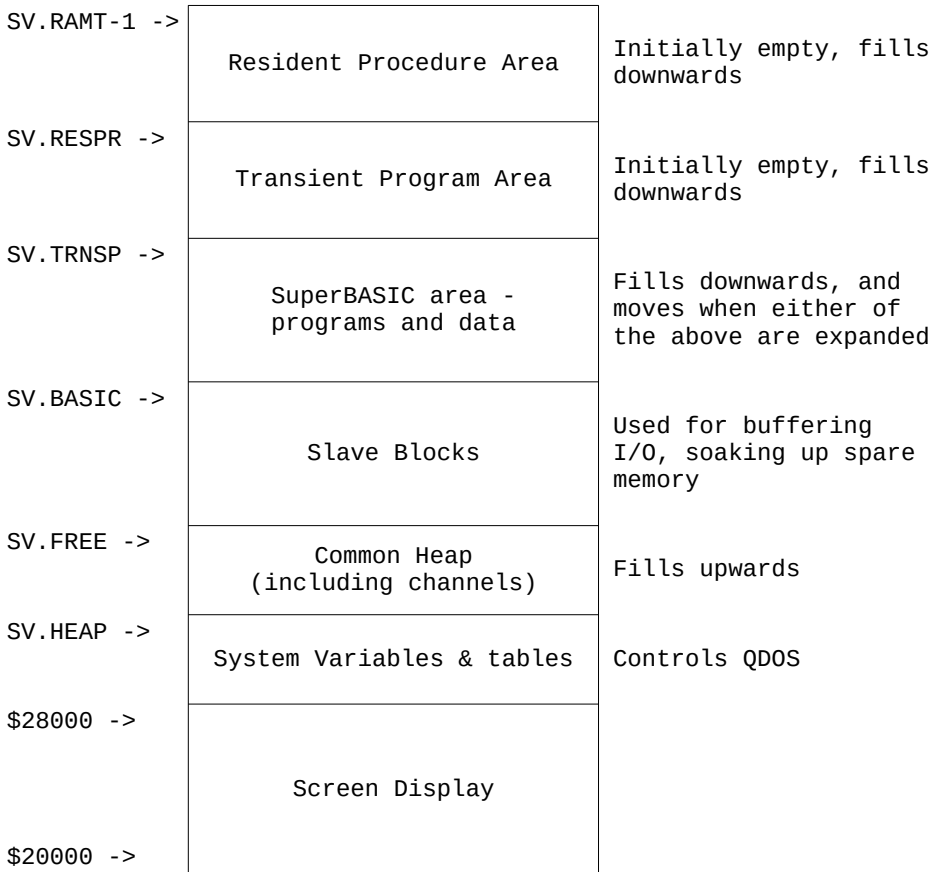 SV.RAMT-1 ->
Resident Procedure Area
Initially empty, fills
downwards
SV.RESPR ->
Transient Program Area
Initially empty, fills
downwards
SV.TRNSP ->
SuperBASIC area -
programs and data
Fills downwards, and
moves when either of
the above are expanded
SV.BASIC ->
Slave Blocks
Used for buffering
I/O, soaking up spare
memory
SV.FREE ->
Common Heap
(including channels)
Fills upwards
SV.HEAP ->
System Variables & tables
Controls QDOS
$28000 ->
Screen Display
$20000 ->